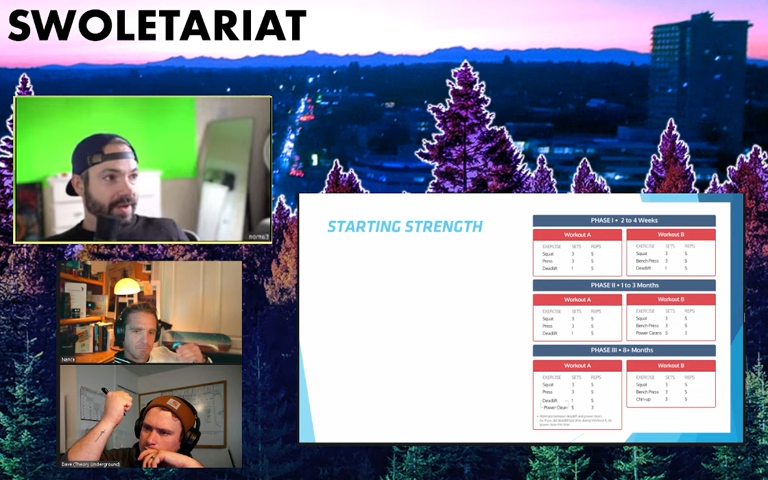 SWOLETARIAT
STARTING STRENGTH
PHASE I • 2 to 4 Weeks
Workout A
EXERCISE SETS REPS
Squat 3 5
Press 3 5
Deadlift 1 5
Workout B
EXERCISE SETS REPS
Squat 3 5
Bench Press 3 5
Deadlift 1 5
PHASE II • 1 to 3 Months
Workout A
EXERCISE SETS REPS
Squat 3 5
Press 3 5
Deadlift 1 5
Workout B
EXERCISE SETS REPS
Squat 3 5
Bench Press 3 5
Power Cleans 5 3
PHASE III • II+ Months
Workout A
EXERCISE SETS REPS
Squat 3 5
Press 3 5
Deadlift 1 5
Power Clean 5 3
Workout B
EXERCISE SETS REPS
Squat 3 5
Bench Press 3 5
Chin-up 3
Dave (Theory Underground)